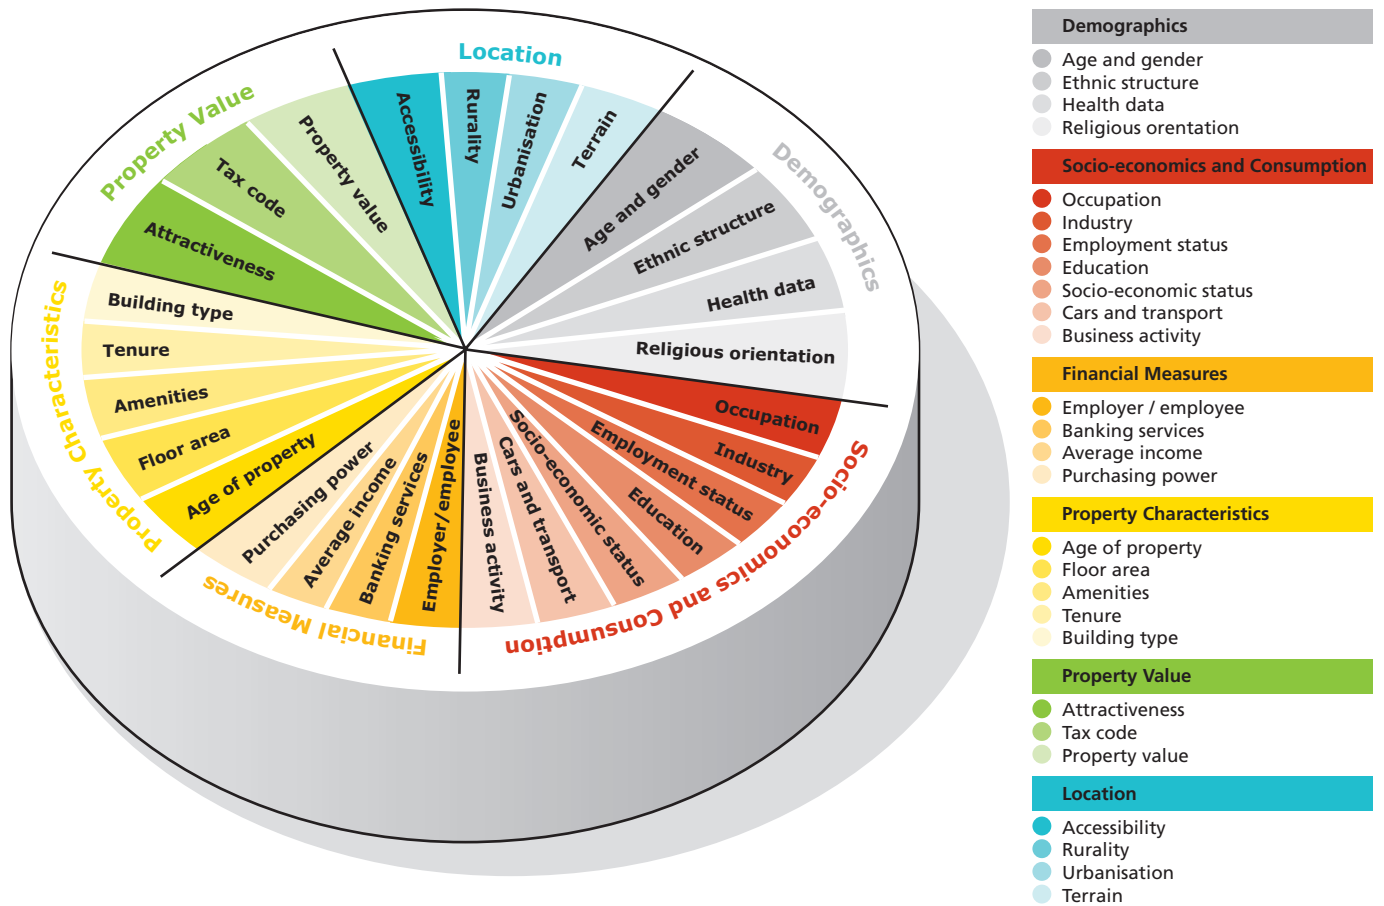 Location
Accessibility
Rurality
Urbanisation
Terrain
Demographics
Age and gender
Ethnic structure
Health data
Religious orientation
Socio-economics and Consumption
Occupation
Industry
Employment status
Education
Socio-economic status
Cars and transport
Business activity
Financial Measures
Employer / employee
Banking services
Average income
Purchasing power
Property Characteristics
Age of property
Floor area
Amenities
Tenure
Building type
Property Value
Attractiveness
Tax code
Property value
Demographics
Age and gender
Ethnic structure
Health data
Religious orentation
Socio-economics and Consumption
Occupation
Industry
Employment status
Education
Socio-economic status
Cars and transport
Business activity
Financial Measures
Employer / employee
Banking services
Average income
Purchasing power
Property Characteristics
Age of property
Floor area
Amenities
Tenure
Building type
Property Value
Attractiveness
Tax code
Property value
Location
Accessibility
Rurality
Urbanisation
Terrain